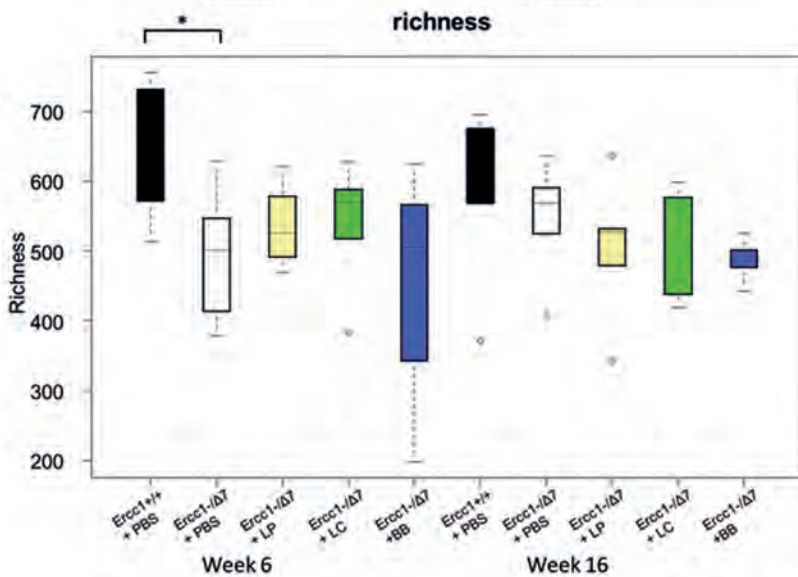 *
richness
Richness
700
600
500
400
300
200
Ercc1+/+
+ PBS
Ercc1-/Δ7
+ PBS
Ercc1-/Δ7
+ LP
Ercc1-/Δ7
+ LC
Ercc1-/Δ7
+BB
Ercc1+/+
+ PBS
Ercc1-/Δ7
+ PBS
Ercc1-/Δ7
+ LP
Ercc1-/Δ7
+ LC
Ercc1-/Δ7
+BB
Week 6
Week 16